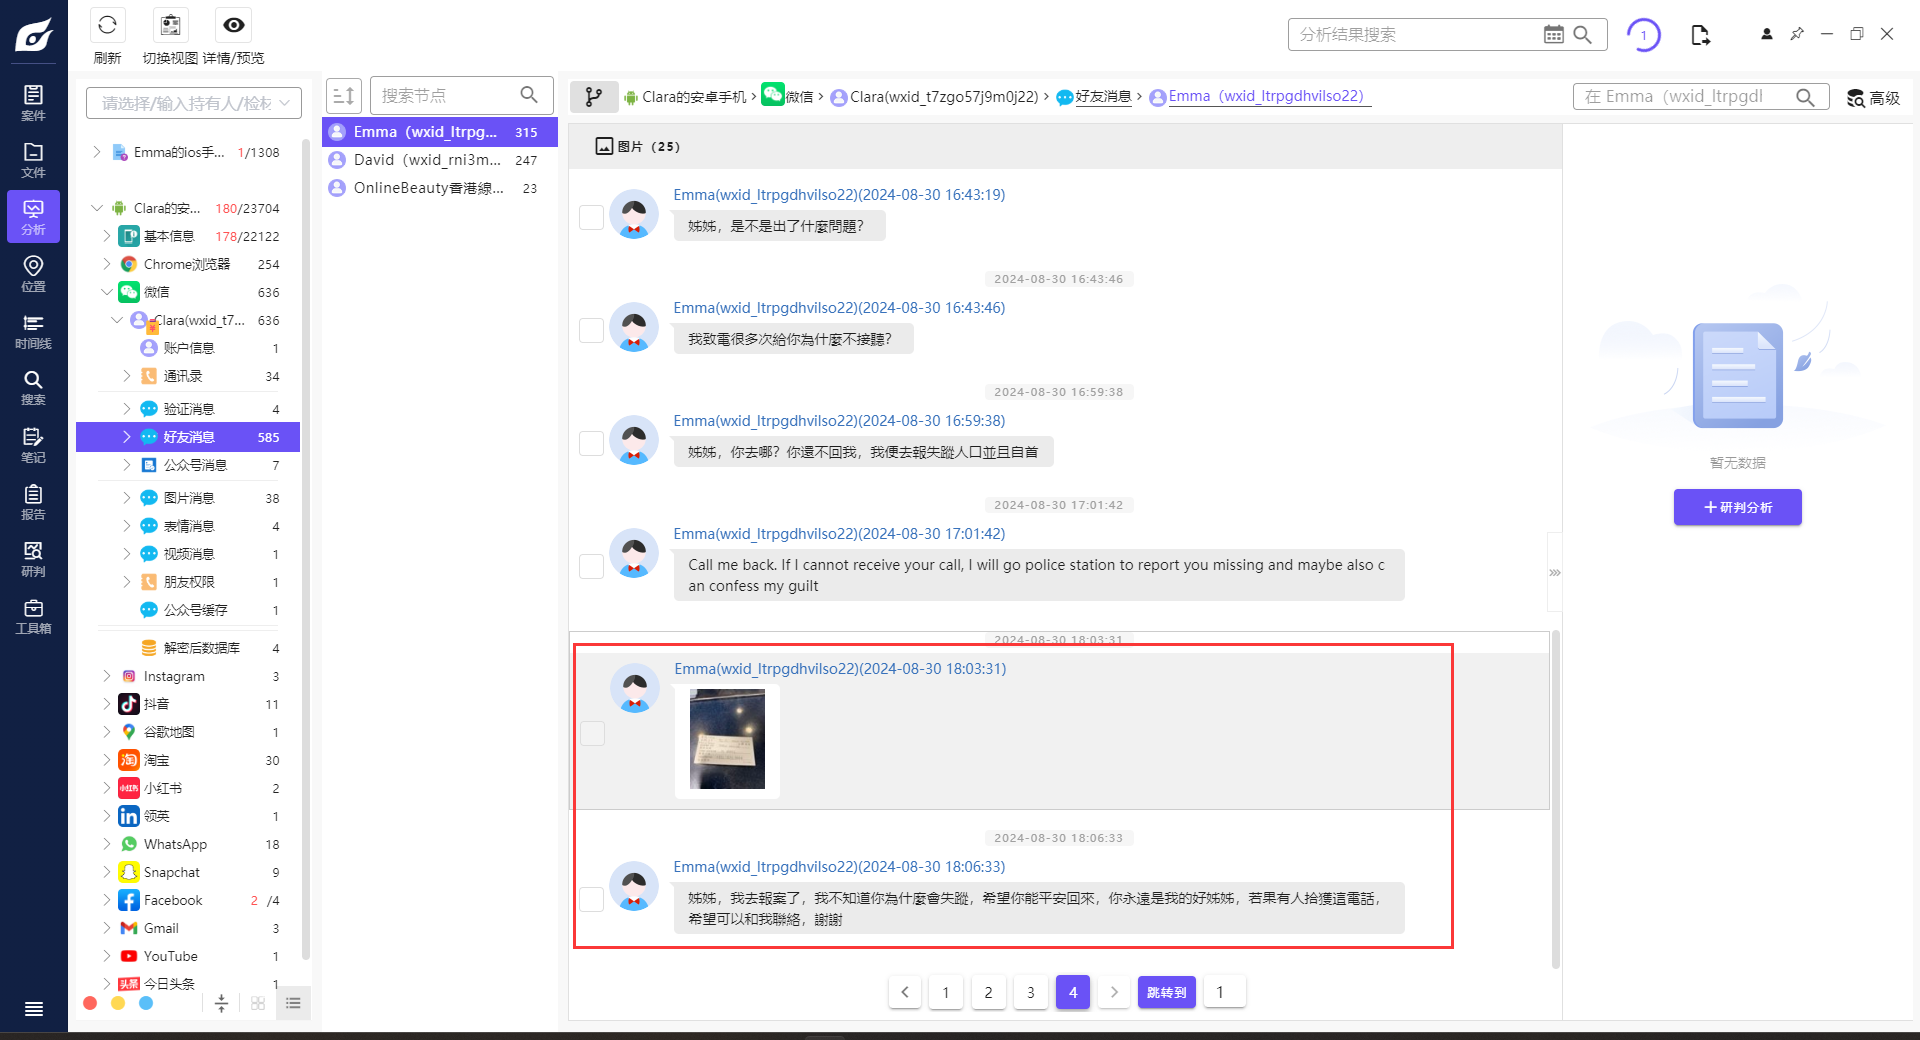 刷新
切换视图
详情/预览
分析结果搜索
1
案件
文件
分析
位置
时间线
搜索
笔记
报告
研判
工具箱
请选择/输入持有人/检材
Emma的ios手... 1/1308
Clara的安... 180/23704
基本信息 178/22122
Chrome浏览器 254
微信 636
Clara(wxid_t7... 636
账户信息 1
通讯录 34
验证消息 4
好友消息 585
公众号消息 7
图片消息 38
表情消息 4
视频消息 1
朋友权限 1
公众号缓存 1
解密后数据库 4
Instagram 3
抖音 11
谷歌地图 1
淘宝 30
小红书 2
领英 1
WhatsApp 18
Snapchat 9
Facebook 2 /4
Gmail 3
YouTube 1
今日头条 1
搜索节点
Emma（wxid_ltrpg... 315
David（wxid_rni3m... 247
OnlineBeauty香港線... 23
Clara的安卓手机 › 微信 › Clara(wxid_t7zgo57j9m0j22) › 好友消息 › Emma（wxid_ltrpgdhvilso22）
在 Emma（wxid_ltrpgdl
高级
图片（25）
Emma(wxid_ltrpgdhvilso22)(2024-08-30 16:43:19)
姊姊，是不是出了什麼問題？
2024-08-30 16:43:46
Emma(wxid_ltrpgdhvilso22)(2024-08-30 16:43:46)
我致電很多次給你為什麼不接聽？
2024-08-30 16:59:38
Emma(wxid_ltrpgdhvilso22)(2024-08-30 16:59:38)
姊姊，你去哪？你還不回我，我便去報失蹤人口並且自首
2024-08-30 17:01:42
Emma(wxid_ltrpgdhvilso22)(2024-08-30 17:01:42)
Call me back. If I cannot receive your call, I will go police station to report you missing and maybe also c
an confess my guilt
2024-08-30 18:03:31
Emma(wxid_ltrpgdhvilso22)(2024-08-30 18:03:31)
2024-08-30 18:06:33
Emma(wxid_ltrpgdhvilso22)(2024-08-30 18:06:33)
姊姊，我去報案了，我不知道你為什麼會失蹤，希望你能平安回來，你永遠是我的好姊姊，若果有人拾獲這電話，
希望可以和我聯絡，謝謝
1 2 3 4 跳转到 1
暂无数据
研判分析